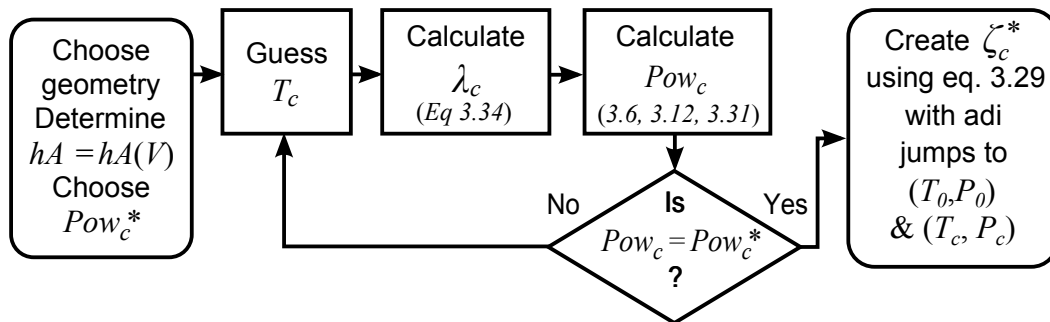 Choose
geometry
Determine
hA = hA(V)
Choose
Pow_c*
Guess
T_c
Calculate
λ_c
(Eq 3.34)
Calculate
Pow_c
(3.6, 3.12, 3.31)
No
Is
Yes
Pow_c = Pow_c*
?
Create ζ_c*
using eq. 3.29
with adi
jumps to
(T_0,P_0)
& (T_c, P_c)